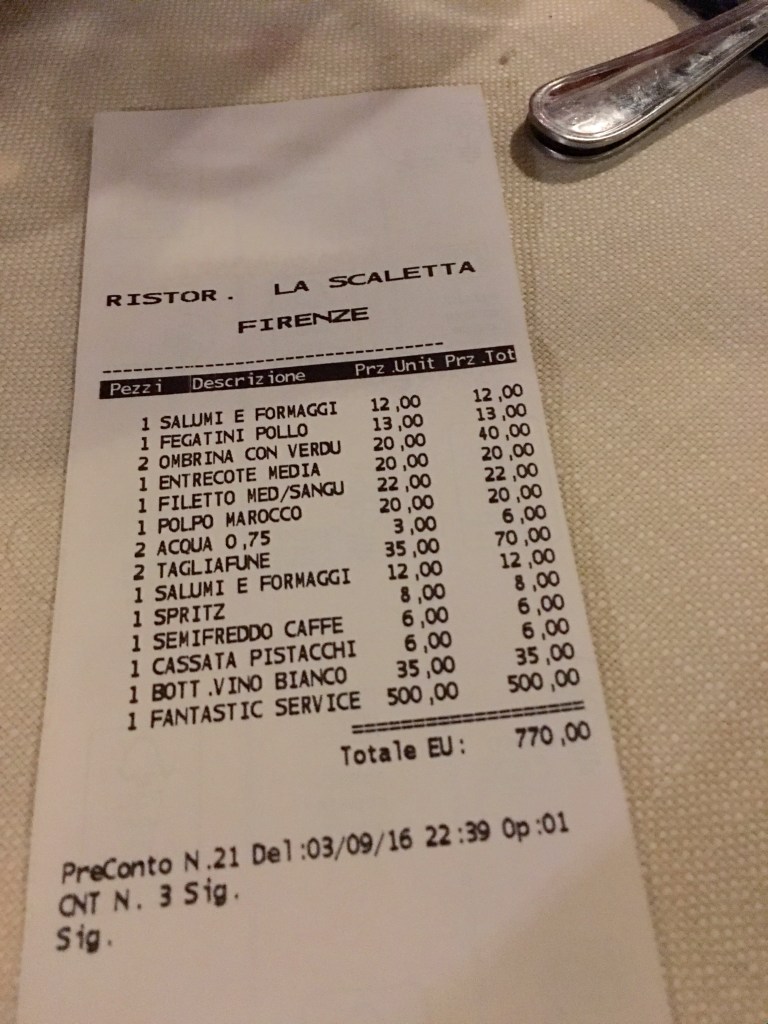 RISTOR. LA SCALETTA
FIRENZE
Pezzi Descrizione Prz.Unit Prz.Tot
1 SALUMI E FORMAGGI 12,00 12,00
1 FEGATINI POLLO 13,00 13,00
2 OMBRINA CON VERDU 20,00 40,00
1 ENTRECOTE MEDIA 20,00 20,00
1 FILETTO MED/SANGU 22,00 22,00
1 POLPO MAROCCO 20,00 20,00
2 ACQUA 0,75 3,00 6,00
2 TAGLIAFUNE 35,00 70,00
1 SALUMI E FORMAGGI 12,00 12,00
1 SPRITZ 8,00 8,00
1 SEMIFREDDO CAFFE 6,00 6,00
1 CASSATA PISTACCHI 6,00 6,00
1 BOTT.VINO BIANCO 35,00 35,00
1 FANTASTIC SERVICE 500,00 500,00
Totale EU: 770,00
PreConto N.21 Del:03/09/16 22:39 Op:01
CNT N. 3 Sig.
Sig.